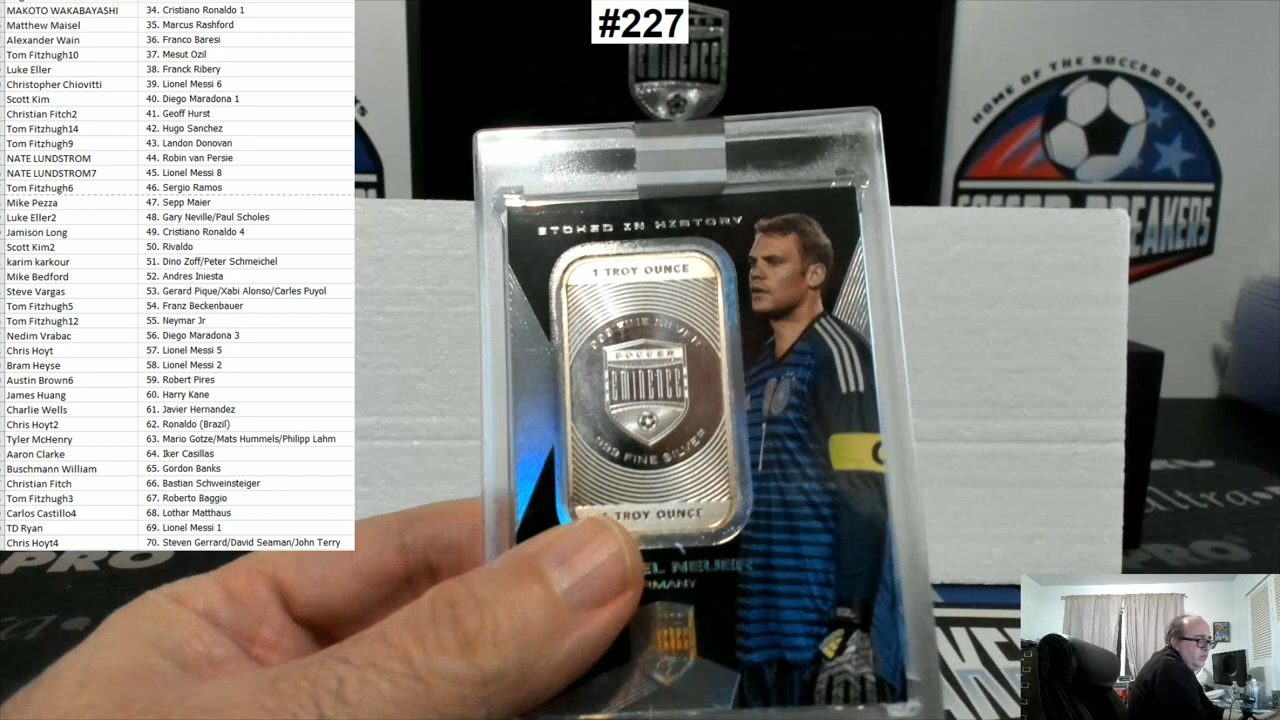 #227
MAKOTO WAKABAYASHI 34. Cristiano Ronaldo 1
Matthew Maisel 35. Marcus Rashford
Alexander Wain 36. Franco Baresi
Tom Fitzhugh10 37. Mesut Ozil
Luke Eller 38. Franck Ribery
Christopher Chiovitti 39. Lionel Messi 6
Scott Kim 40. Diego Maradona 1
Christian Fitch2 41. Geoff Hurst
Tom Fitzhugh14 42. Hugo Sanchez
Tom Fitzhugh9 43. Landon Donovan
NATE LUNDSTROM 44. Robin van Persie
NATE LUNDSTROM7 45. Lionel Messi 8
Tom Fitzhugh6 46. Sergio Ramos
Mike Pezza 47. Sepp Maier
Luke Eller2 48. Gary Neville/Paul Scholes
Jamison Long 49. Cristiano Ronaldo 4
Scott Kim2 50. Rivaldo
karim karkour 51. Dino Zoff/Peter Schmeichel
Mike Bedford 52. Andres Iniesta
Steve Vargas 53. Gerard Pique/Xabi Alonso/Carles Puyol
Tom Fitzhugh5 54. Franz Beckenbauer
Tom Fitzhugh12 55. Neymar Jr
Nedim Vrabac 56. Diego Maradona 3
Chris Hoyt 57. Lionel Messi 5
Bram Heyse 58. Lionel Messi 2
Austin Brown6 59. Robert Pires
James Huang 60. Harry Kane
Charlie Wells 61. Javier Hernandez
Chris Hoyt2 62. Ronaldo (Brazil)
Tyler McHenry 63. Mario Gotze/Mats Hummels/Philipp Lahm
Aaron Clarke 64. Iker Casillas
Buschmann William 65. Gordon Banks
Christian Fitch 66. Bastian Schweinsteiger
Tom Fitzhugh3 67. Roberto Baggio
Carlos Castillo4 68. Lothar Matthaus
TD Ryan 69. Lionel Messi 1
Chris Hoyt4 70. Steven Gerrard/David Seaman/John Terry
EMINENCE
ETCHED IN HISTORY
1 TROY OUNCE
999 FINE SILVER
SOCCER
EMINENCE
999 FINE SILVER
1 TROY OUNCE
EL NEUER
RMANY
C
HOME OF THE SOCCER BREAKS
SOCCER BREAKERS
PRO
PRO